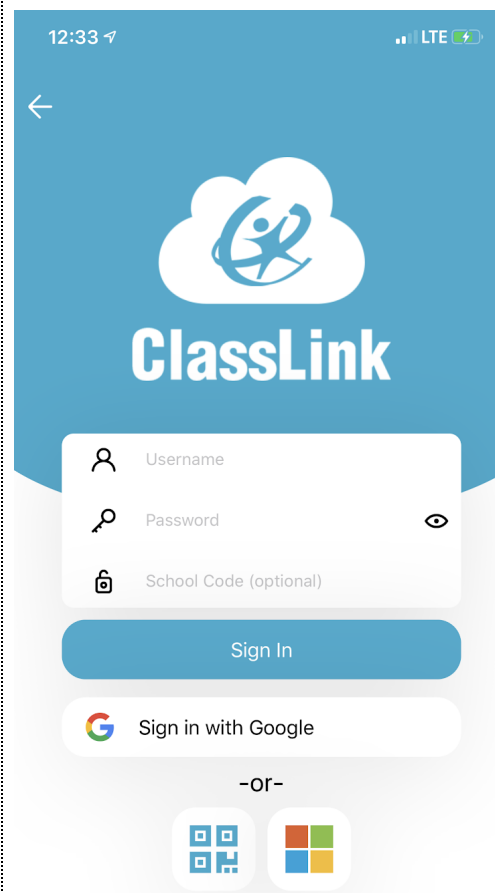 12:33
LTE
ClassLink
Username
Password
School Code (optional)
Sign In
Sign in with Google
-or-